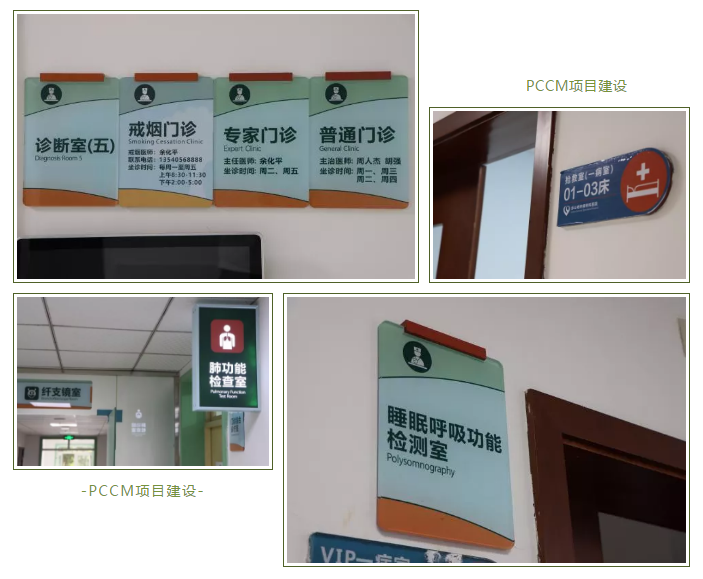 诊断室(五)
Diagnosis Room 5
戒烟门诊
Smoking Cessation Clinic
戒烟医师: 余化平
联系电话: 13540568888
坐诊时间: 每周一至周五
上午8:30-11:30
下午2:00-5:00
专家门诊
Expert Clinic
主任医师: 余化平
坐诊时间: 周二、周五
普通门诊
General Clinic
主治医师: 周人杰 胡强
坐诊时间: 周一、周三
周二、周四
PCCM项目建设
检查室(一病室)
01-03床
纤支镜室
肺功能
检查室
Pulmonary Function
Test Room
-PCCM项目建设-
睡眠呼吸功能
检测室
Polysomnography
VIP一病室